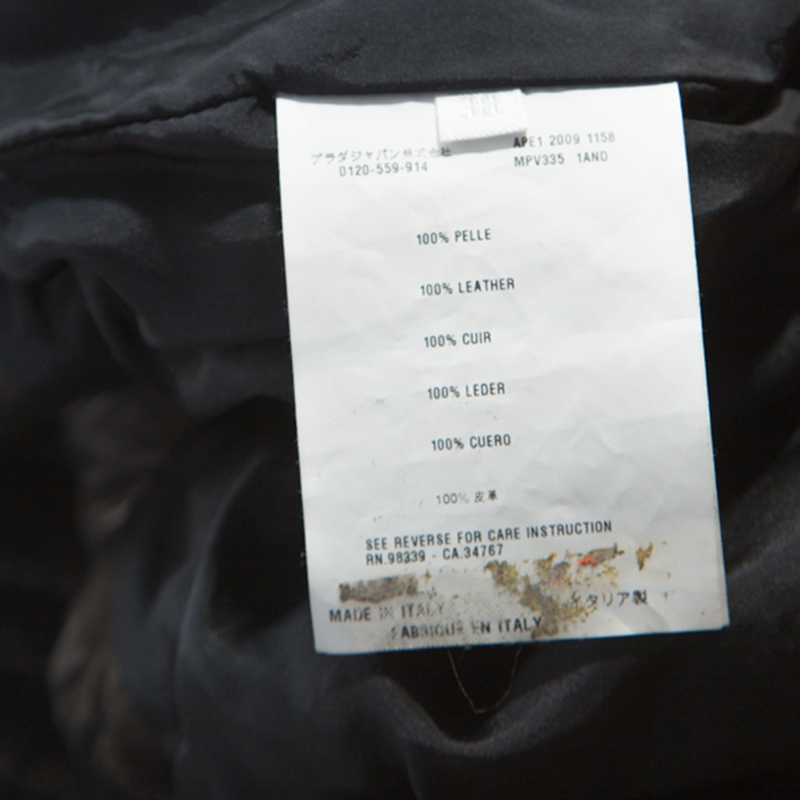 プラダジャパン株式会社
0120-559-914
APE1 2009 1158
MPV335 1AND
100% PELLE
100% LEATHER
100% CUIR
100% LEDER
100% CUERO
100% 皮革
SEE REVERSE FOR CARE INSTRUCTION
RN.98339 - CA.34767
MADE IN ITALY
イタリア製
FABRIQUE EN ITALY